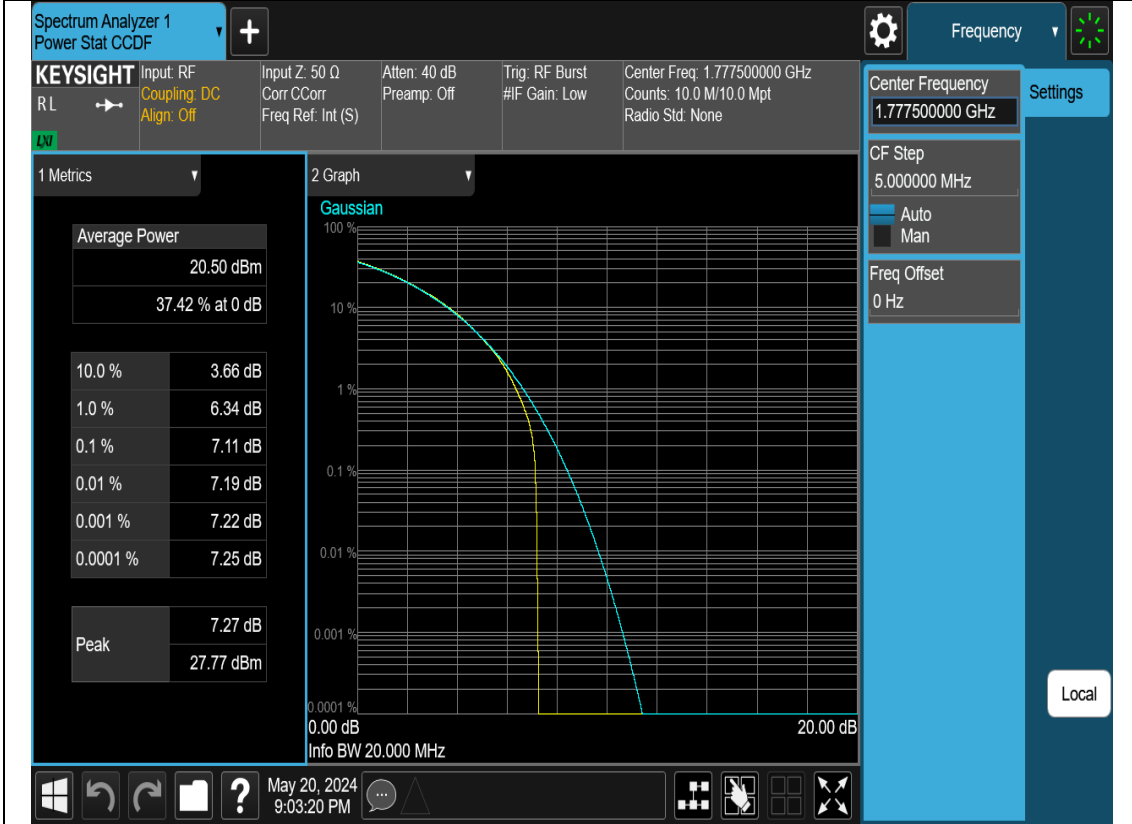 Spectrum Analyzer 1
Power Stat CCDF
+
Frequency
KEYSIGHT
RL
LXI
Input: RF
Coupling: DC
Align: Off
Input Z: 50 Ω
Corr CCorr
Freq Ref: Int (S)
Atten: 40 dB
Preamp: Off
Trig: RF Burst
#IF Gain: Low
Center Freq: 1.777500000 GHz
Counts: 10.0 M/10.0 Mpt
Radio Std: None
Center Frequency
1.777500000 GHz
Settings
CF Step
5.000000 MHz
Auto
Man
Freq Offset
0 Hz
1 Metrics
Average Power
20.50 dBm
37.42 % at 0 dB
10.0 % 3.66 dB
1.0 % 6.34 dB
0.1 % 7.11 dB
0.01 % 7.19 dB
0.001 % 7.22 dB
0.0001 % 7.25 dB
Peak
7.27 dB
27.77 dBm
2 Graph
Gaussian
100 %
10 %
1 %
0.1 %
0.01 %
0.001 %
0.0001 %
0.00 dB 20.00 dB
Info BW 20.000 MHz
Local
?
May 20, 2024
9:03:20 PM